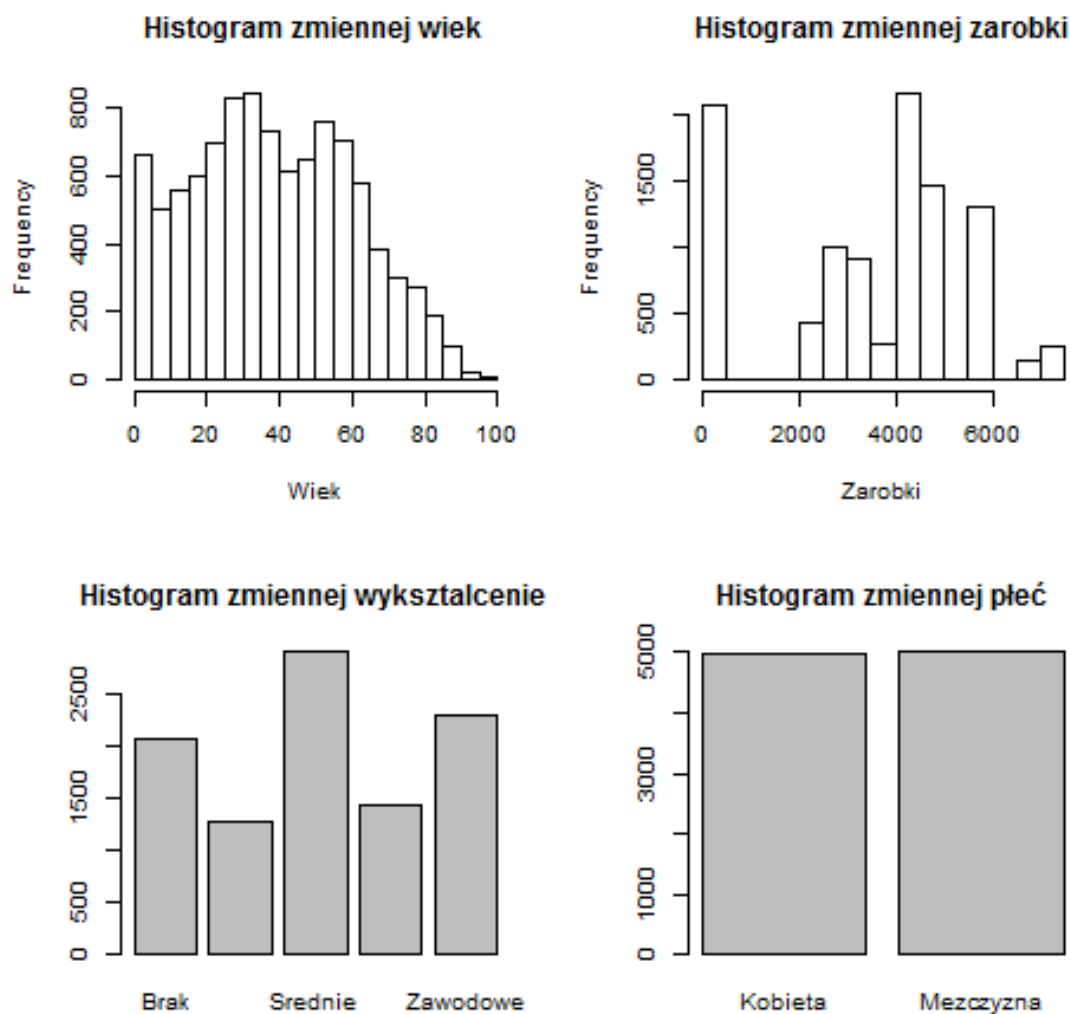 Histogram zmiennej wiek
Frequency
0 200 400 600 800
0 20 40 60 80 100
Wiek
Histogram zmiennej zarobki
Frequency
0 500 1500
0 2000 4000 6000
Zarobki
Histogram zmiennej wyksztalcenie
0 500 1500 2500
Brak Srednie Zawodowe
Histogram zmiennej płeć
0 1000 3000 5000
Kobieta Mezczyzna